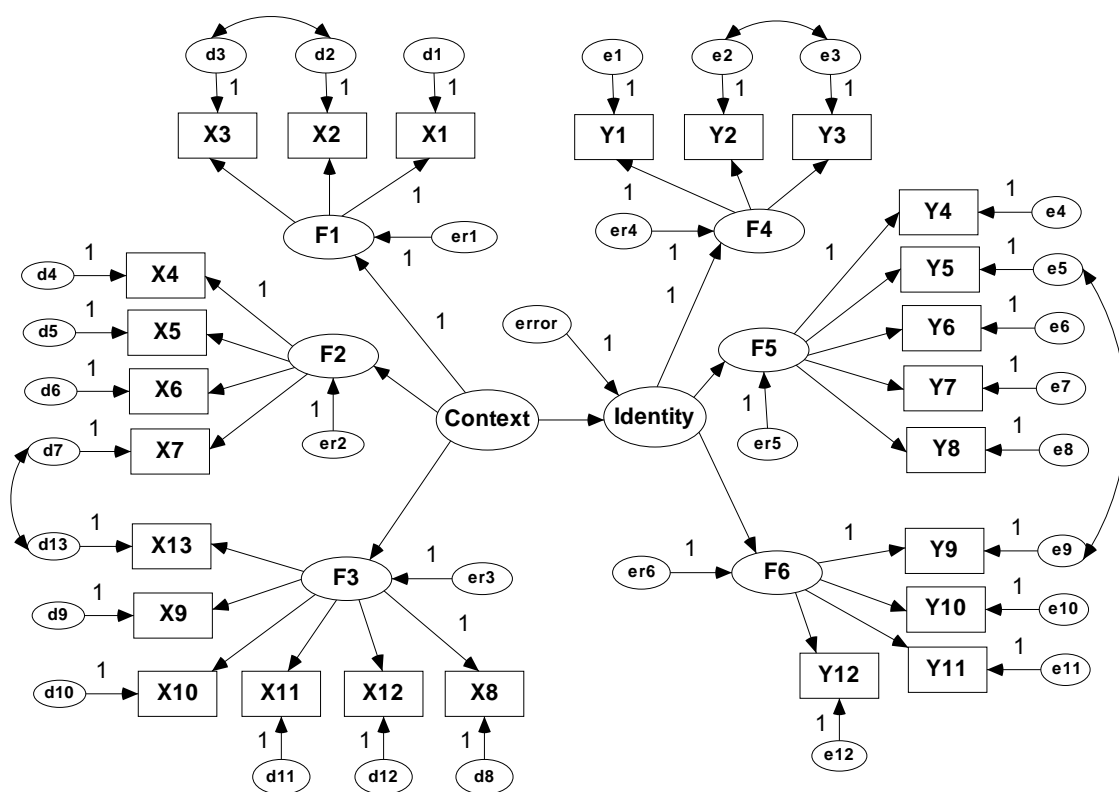 d3
d2
d1
e1
e2
e3
1
1
1
1
1
1
X3
X2
X1
Y1
Y2
Y3
1
1
F1
er1
1
er4
1
F4
Y4
1
e4
1
d4
1
X4
1
Y5
1
e5
d5
1
X5
1
error
1
1
F2
F5
Y6
1
e6
d6
1
X6
Y7
1
e7
1
er2
Context
Identity
1
er5
d7
1
X7
Y8
1
e8
d13
1
X13
1
Y9
1
e9
F3
1
er3
er6
1
F6
d9
1
X9
1
Y10
1
e10
d10
1
X10
X11
X12
X8
Y12
Y11
1
e11
1
1
1
1
d11
d12
d8
e12